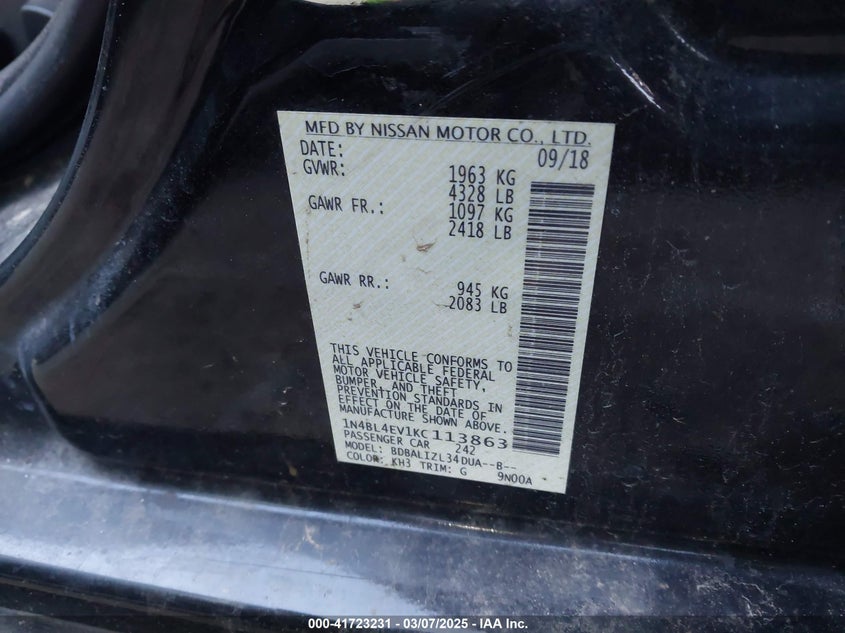 MFD BY NISSAN MOTOR CO., LTD.
DATE: 09/18
GVWR: 1963 KG
4328 LB
GAWR FR.: 1097 KG
2418 LB
GAWR RR.: 945 KG
2083 LB
THIS VEHICLE CONFORMS TO
ALL APPLICABLE FEDERAL
MOTOR VEHICLE SAFETY,
BUMPER, AND THEFT
PREVENTION STANDARDS IN
EFFECT ON THE DATE OF
MANUFACTURE SHOWN ABOVE.
1N4BL4EV1KC113863
PASSENGER CAR 242
MODEL: BDBALIZL34DUA--B--
COLOR: KH3 TRIM: G 9N00A
000-41723231 - 03/07/2025 - IAA Inc.